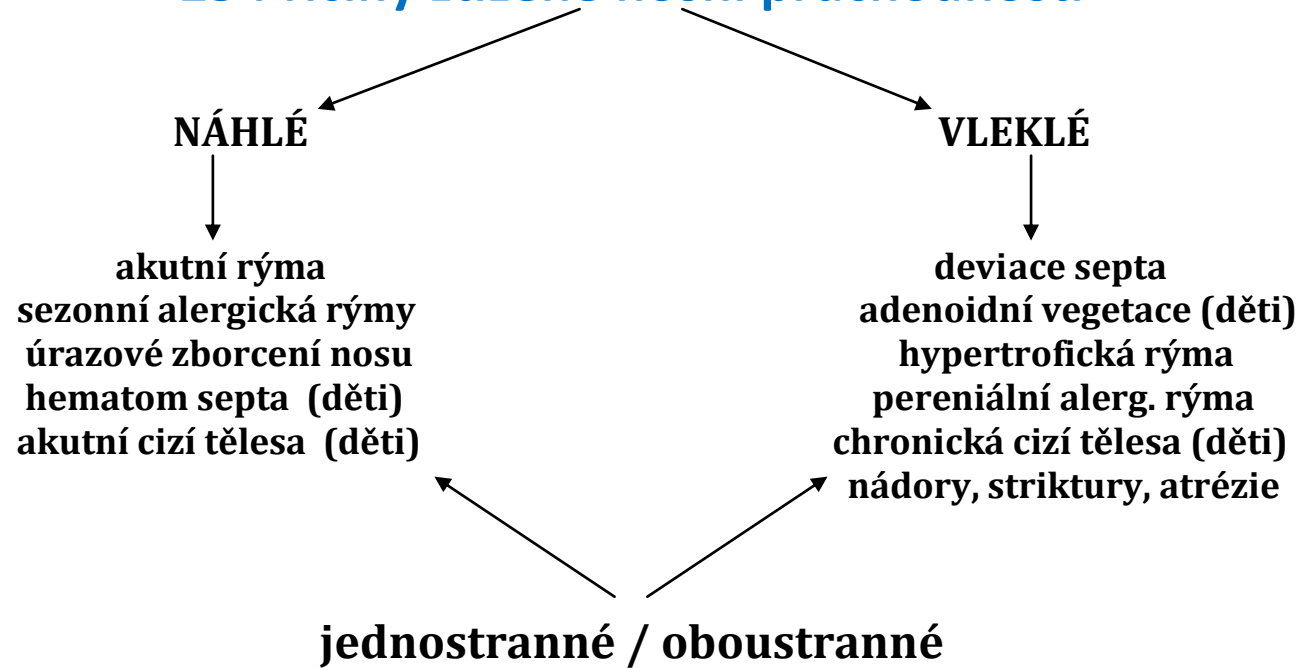 NÁHLÉ
VLEKLÉ
akutní rýma
sezonní alergická rýmy
úrazové zborcení nosu
hematom septa (děti)
akutní cizí tělesa (děti)
deviace septa
adenoidní vegetace (děti)
hypertrofická rýma
pereniální alerg. rýma
chronická cizí tělesa (děti)
nádory, striktury, atrézie
jednostranné / oboustranné